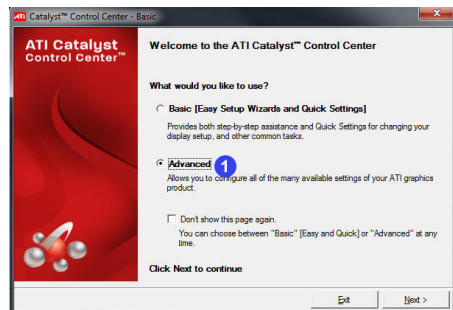 ATI Catalyst™ Control Center - Basic
ATI Catalyst
Control Center™
Welcome to the ATI Catalyst™ Control Center
What would you like to use?
Basic [Easy Setup Wizards and Quick Settings]
Provides both step-by-step assistance and Quick Settings for changing your
display setup, and other common tasks.
Advanced 1
Allows you to configure all of the many available settings of your ATI graphics
product.
Don't show this page again.
You can choose between "Basic" [Easy and Quick] or "Advanced" at any
time.
Click Next to continue
Exit Next >